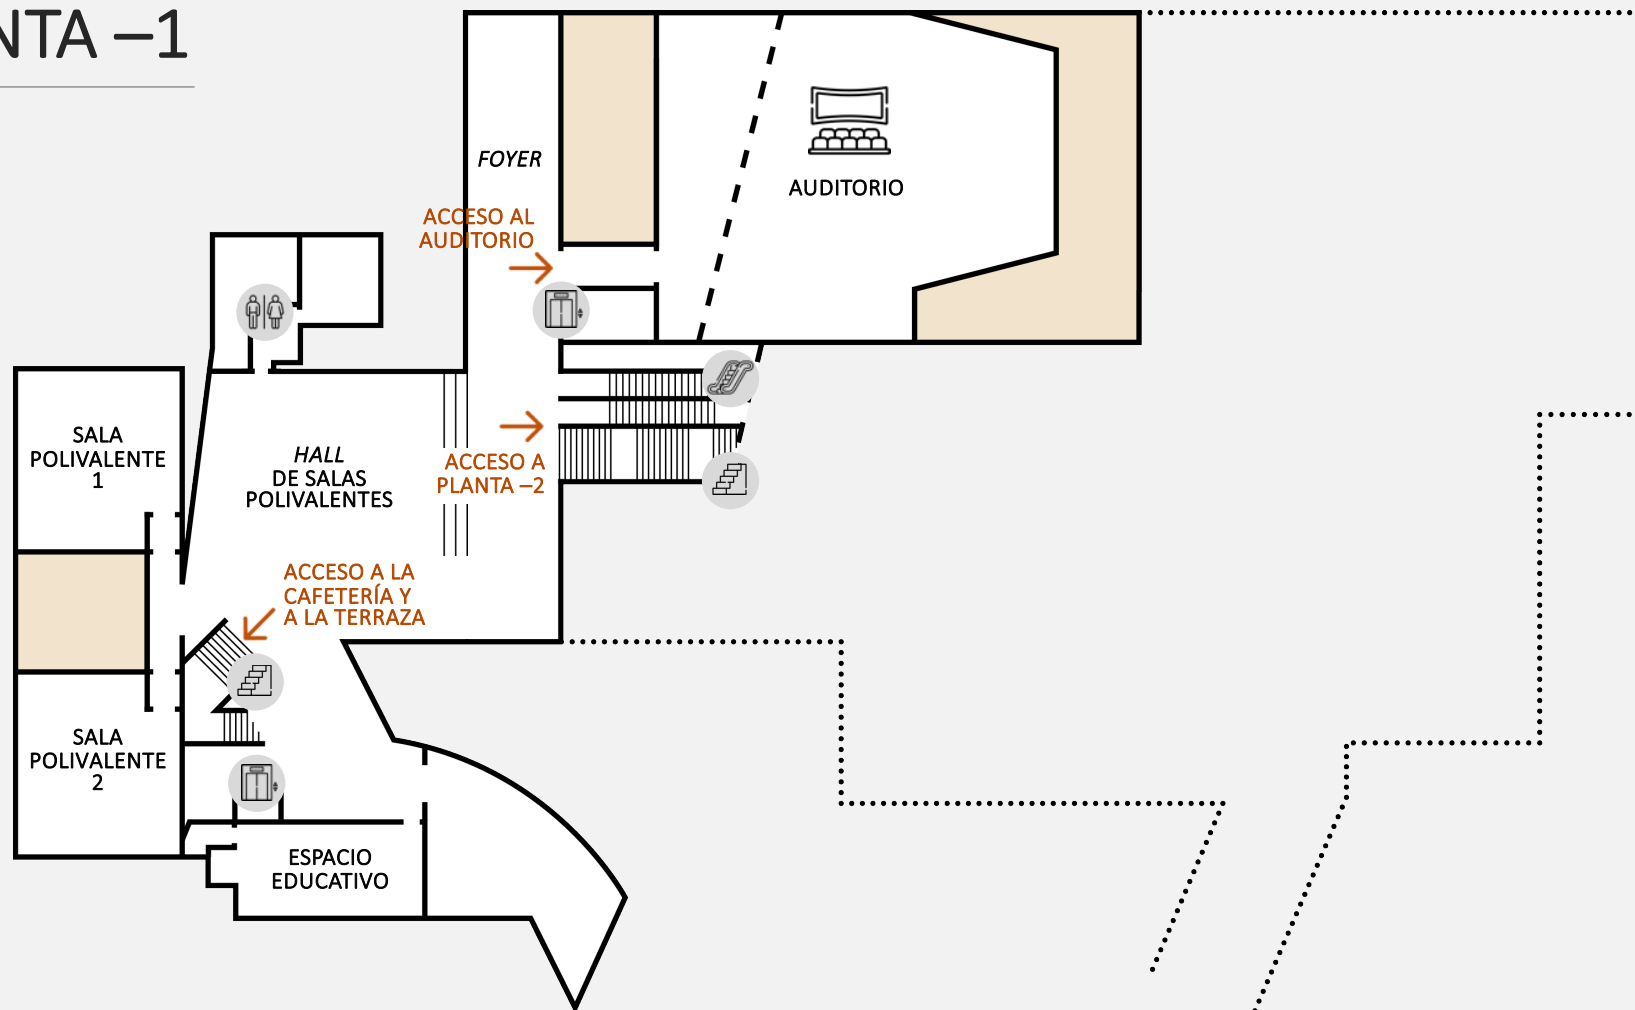 NTA –1
FOYER
ACCESO AL
AUDITORIO
AUDITORIO
SALA
POLIVALENTE
1
HALL
DE SALAS
POLIVALENTES
ACCESO A
PLANTA –2
ACCESO A LA
CAFETERÍA Y
A LA TERRAZA
SALA
POLIVALENTE
2
ESPACIO
EDUCATIVO